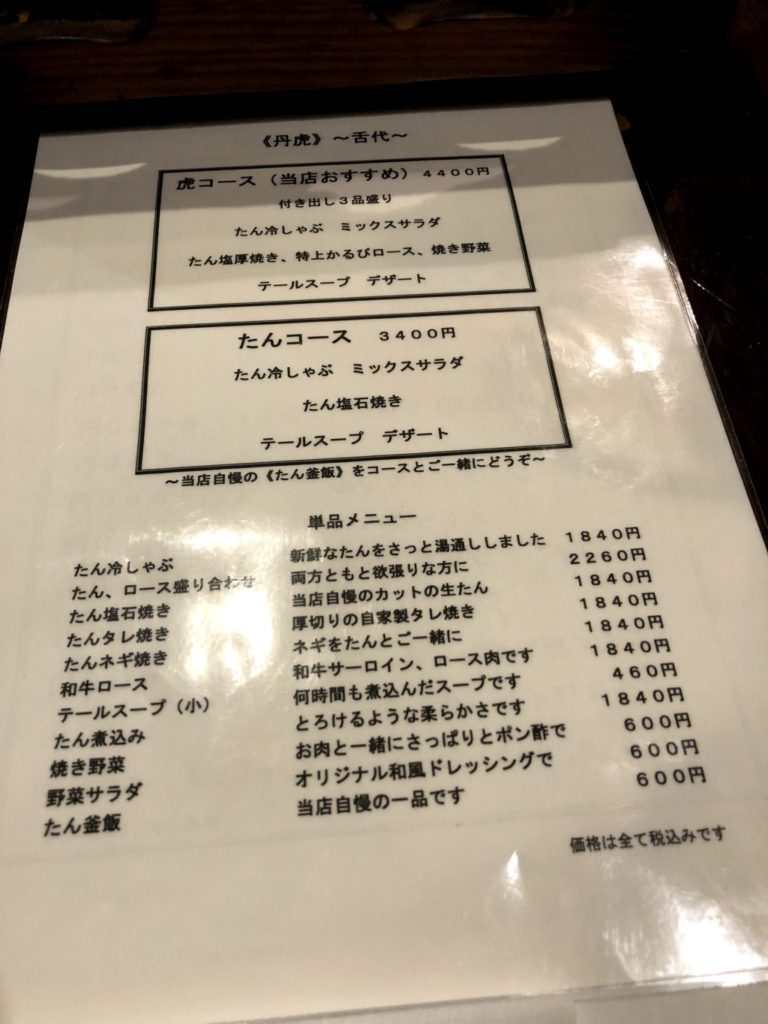 《丹虎》～舌代～
虎コース（当店おすすめ）４４００円
付き出し３品盛り
たん冷しゃぶ　ミックスサラダ
たん塩厚焼き、特上かるびロース、焼き野菜
テールスープ　デザート
たんコース　３４００円
たん冷しゃぶ　ミックスサラダ
たん塩石焼き
テールスープ　デザート
～当店自慢の《たん釜飯》をコースとご一緒にどうぞ～
単品メニュー
たん冷しゃぶ　新鮮なたんをさっと湯通ししました　１８４０円
たん、ロース盛り合わせ　両方ともと欲張りな方に　２２６０円
たん塩石焼き　当店自慢のカットの生たん　１８４０円
たんタレ焼き　厚切りの自家製タレ焼き　１８４０円
たんネギ焼き　ネギをたんとご一緒に　１８４０円
和牛ロース　和牛サーロイン、ロース肉です　１８４０円
テールスープ（小）　何時間も煮込んだスープです　４６０円
たん煮込み　とろけるような柔らかさです　１８４０円
焼き野菜　お肉と一緒にさっぱりとポン酢で　６００円
野菜サラダ　オリジナル和風ドレッシングで　６００円
たん釜飯　当店自慢の一品です　６００円
価格は全て税込みです